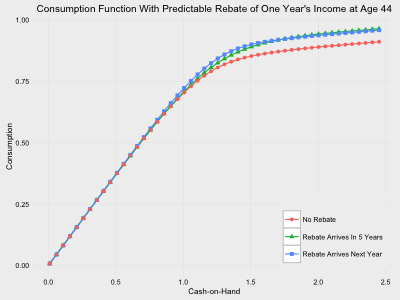 Consumption Function With Predictable Rebate of One Year's Income at Age 44
1.00
0.75
0.50
0.25
0.00
Consumption
No Rebate
Rebate Arrives In 5 Years
Rebate Arrives Next Year
0.0 0.5 1.0 1.5 2.0 2.5
Cash-on-Hand